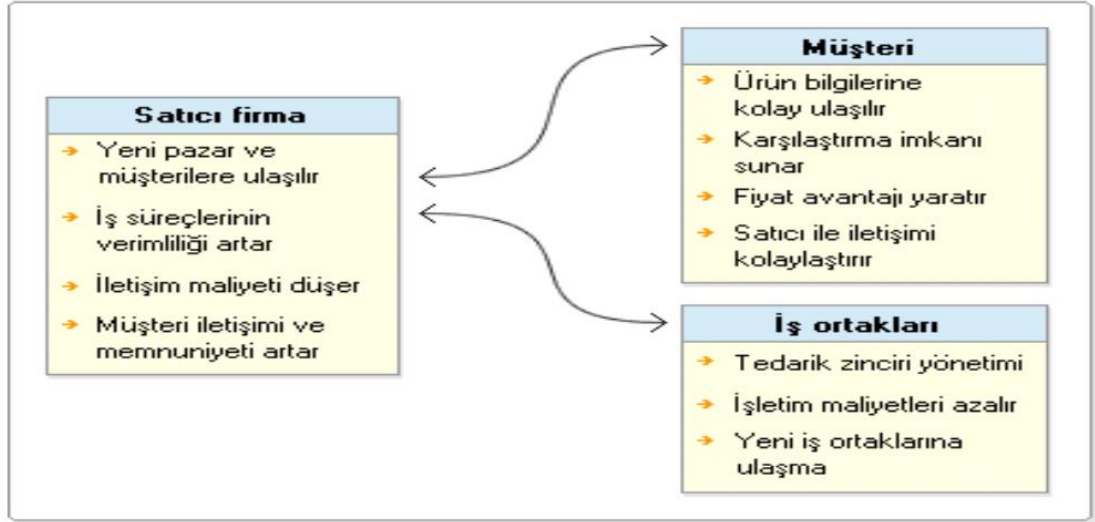 Satıcı firma
Yeni pazar ve
müşterilere ulaşılır
İş süreçlerinin
verimliliği artar
İletişim maliyeti düşer
Müşteri iletişimi ve
memnuniyeti artar
Müşteri
Ürün bilgilerine
kolay ulaşılır
Karşılaştırma imkanı
sunar
Fiyat avantajı yaratır
Satıcı ile iletişimi
kolaylaştırır
İş ortakları
Tedarik zinciri yönetimi
İşletim maliyetleri azalır
Yeni iş ortaklarına
ulaşma